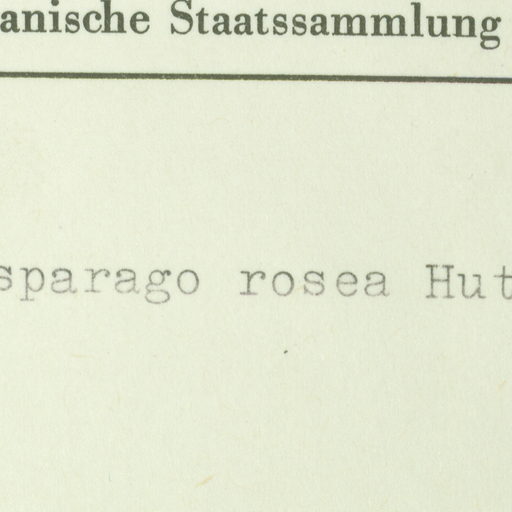 anische Staatssammlung
sparago rosea Hut